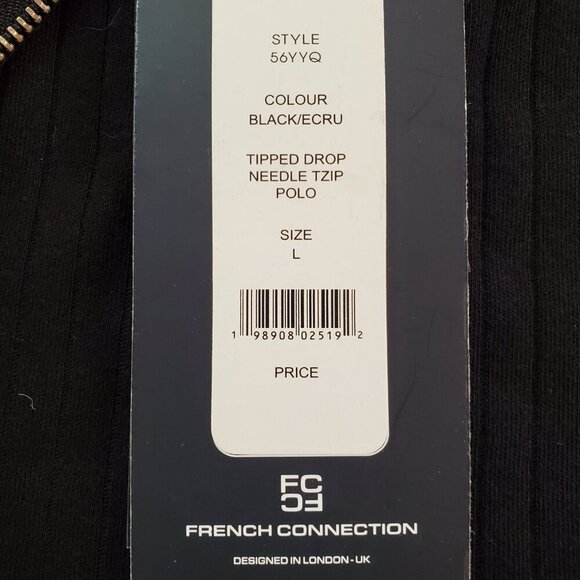 STYLE
56YYQ
COLOUR
BLACK/ECRU
TIPPED DROP
NEEDLE TZIP
POLO
SIZE
L
1 98908 02519 2
PRICE
FC
FC
FRENCH CONNECTION
DESIGNED IN LONDON - UK